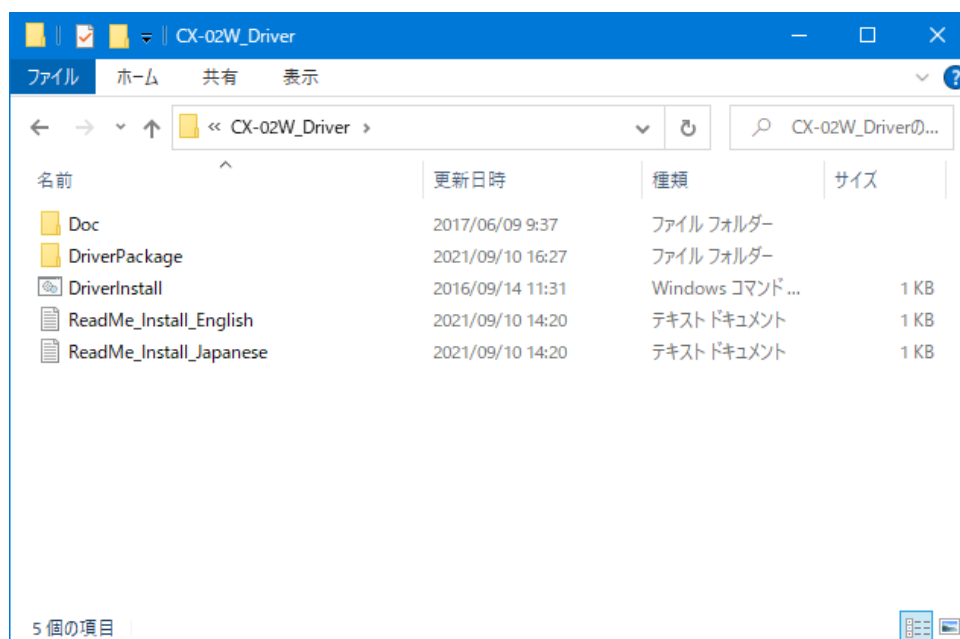 CX-02W_Driver
ファイル ホーム 共有 表示 ?
« CX-02W_Driver CX-02W_Driverの...
名前 更新日時 種類 サイズ
Doc 2017/06/09 9:37 ファイル フォルダー
DriverPackage 2021/09/10 16:27 ファイル フォルダー
DriverInstall 2016/09/14 11:31 Windows コマンド ... 1 KB
ReadMe_Install_English 2021/09/10 14:20 テキスト ドキュメント 1 KB
ReadMe_Install_Japanese 2021/09/10 14:20 テキスト ドキュメント 1 KB
5 個の項目